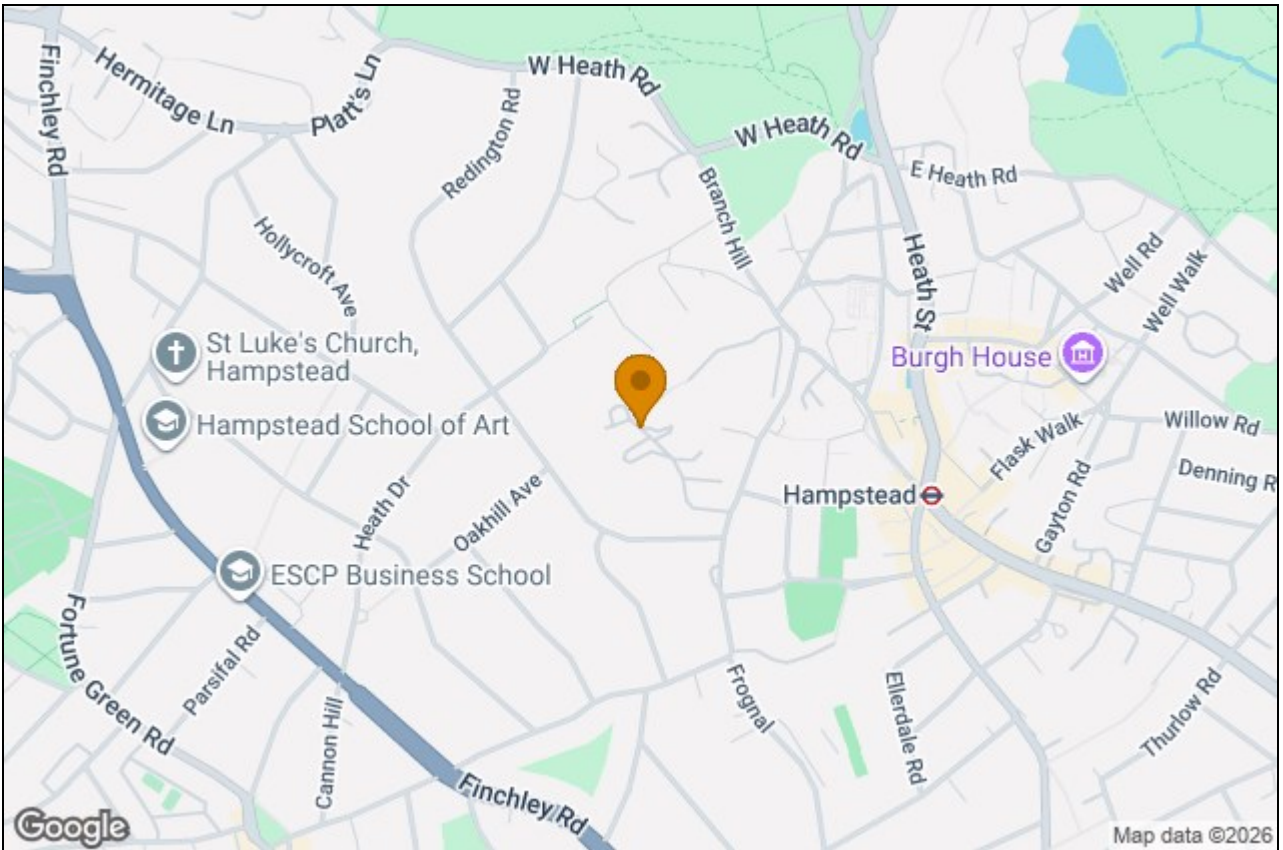 Finchley Rd
Hermitage Ln
Platt's Ln
W Heath Rd
Redington Rd
W Heath Rd
E Heath Rd
Branch Hill
Hollycroft Ave
Heath St
Well Rd
Well Walk
St Luke's Church,
Hampstead
Burgh House
Hampstead School of Art
Willow Rd
Flask Walk
Denning R
Hampstead
Gayton Rd
Heath Dr
Oakhill Ave
ESCP Business School
Fortune Green Rd
Parsifal Rd
Cannon Hill
Frognal
Ellerdale Rd
Thurlow Rd
Finchley Rd
Google
Map data ©2026